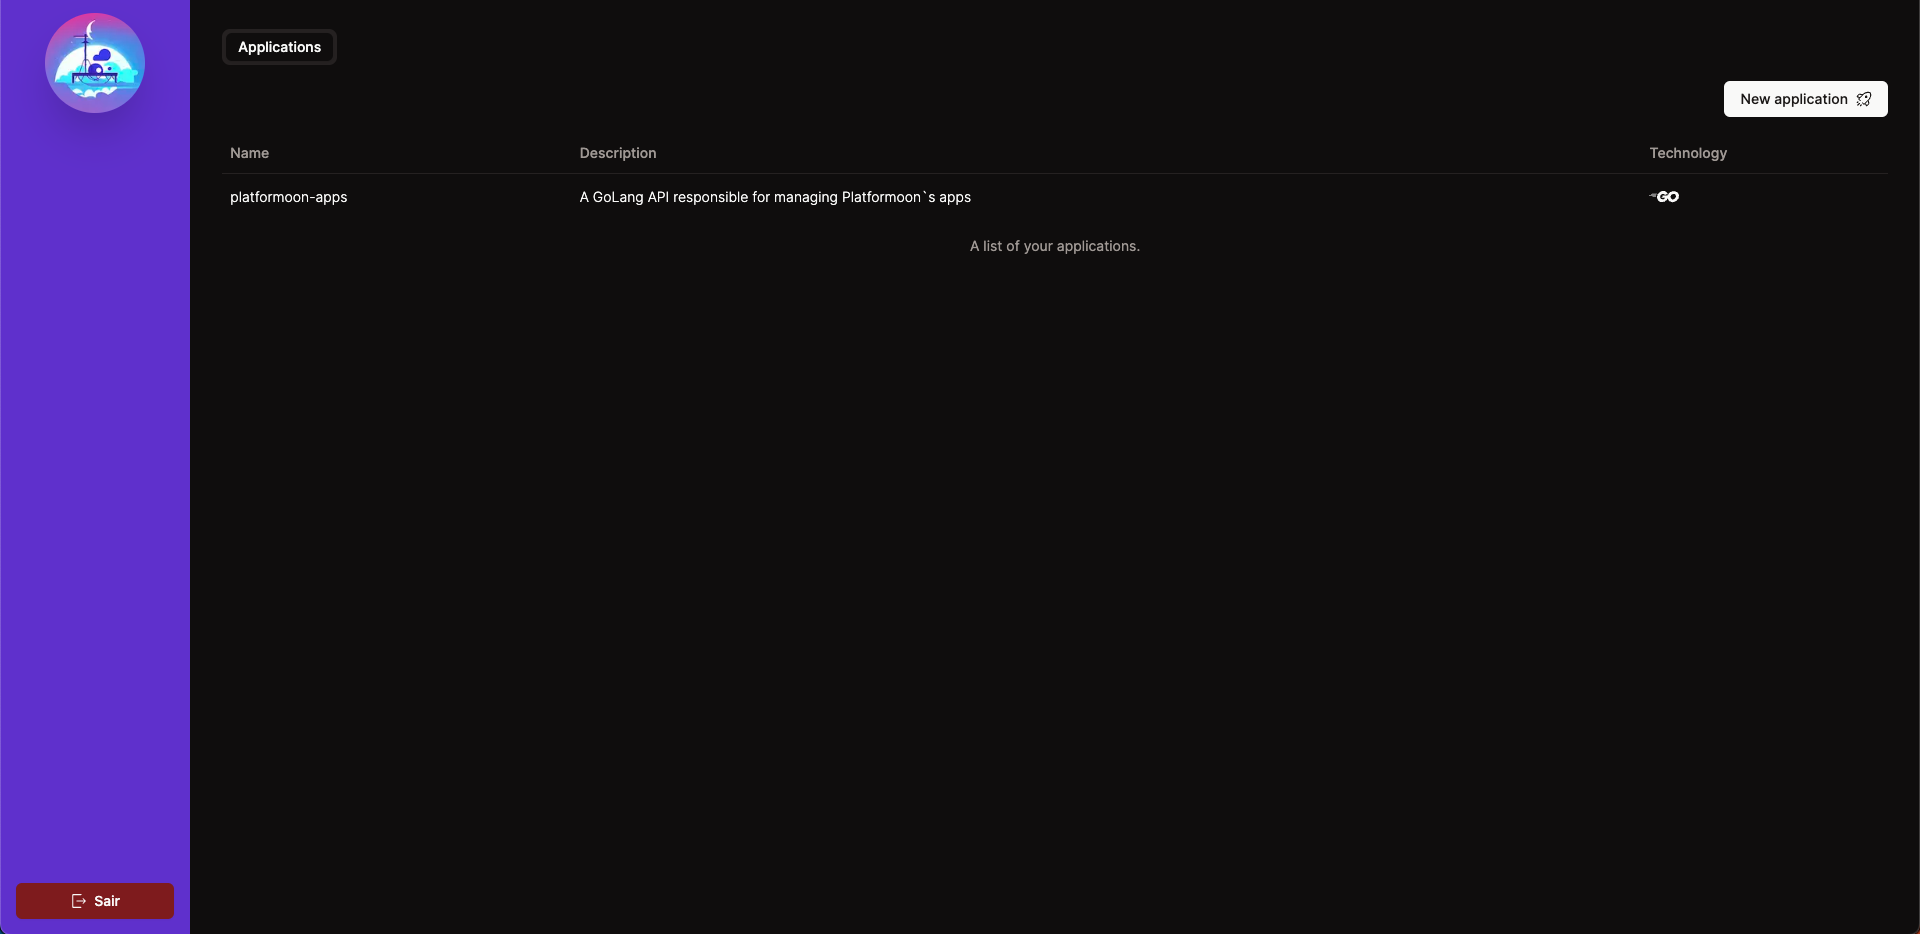 Applications
New application
Name Description Technology
platformoon-apps A GoLang API responsible for managing Platformoon`s apps GO
A list of your applications.
Sair